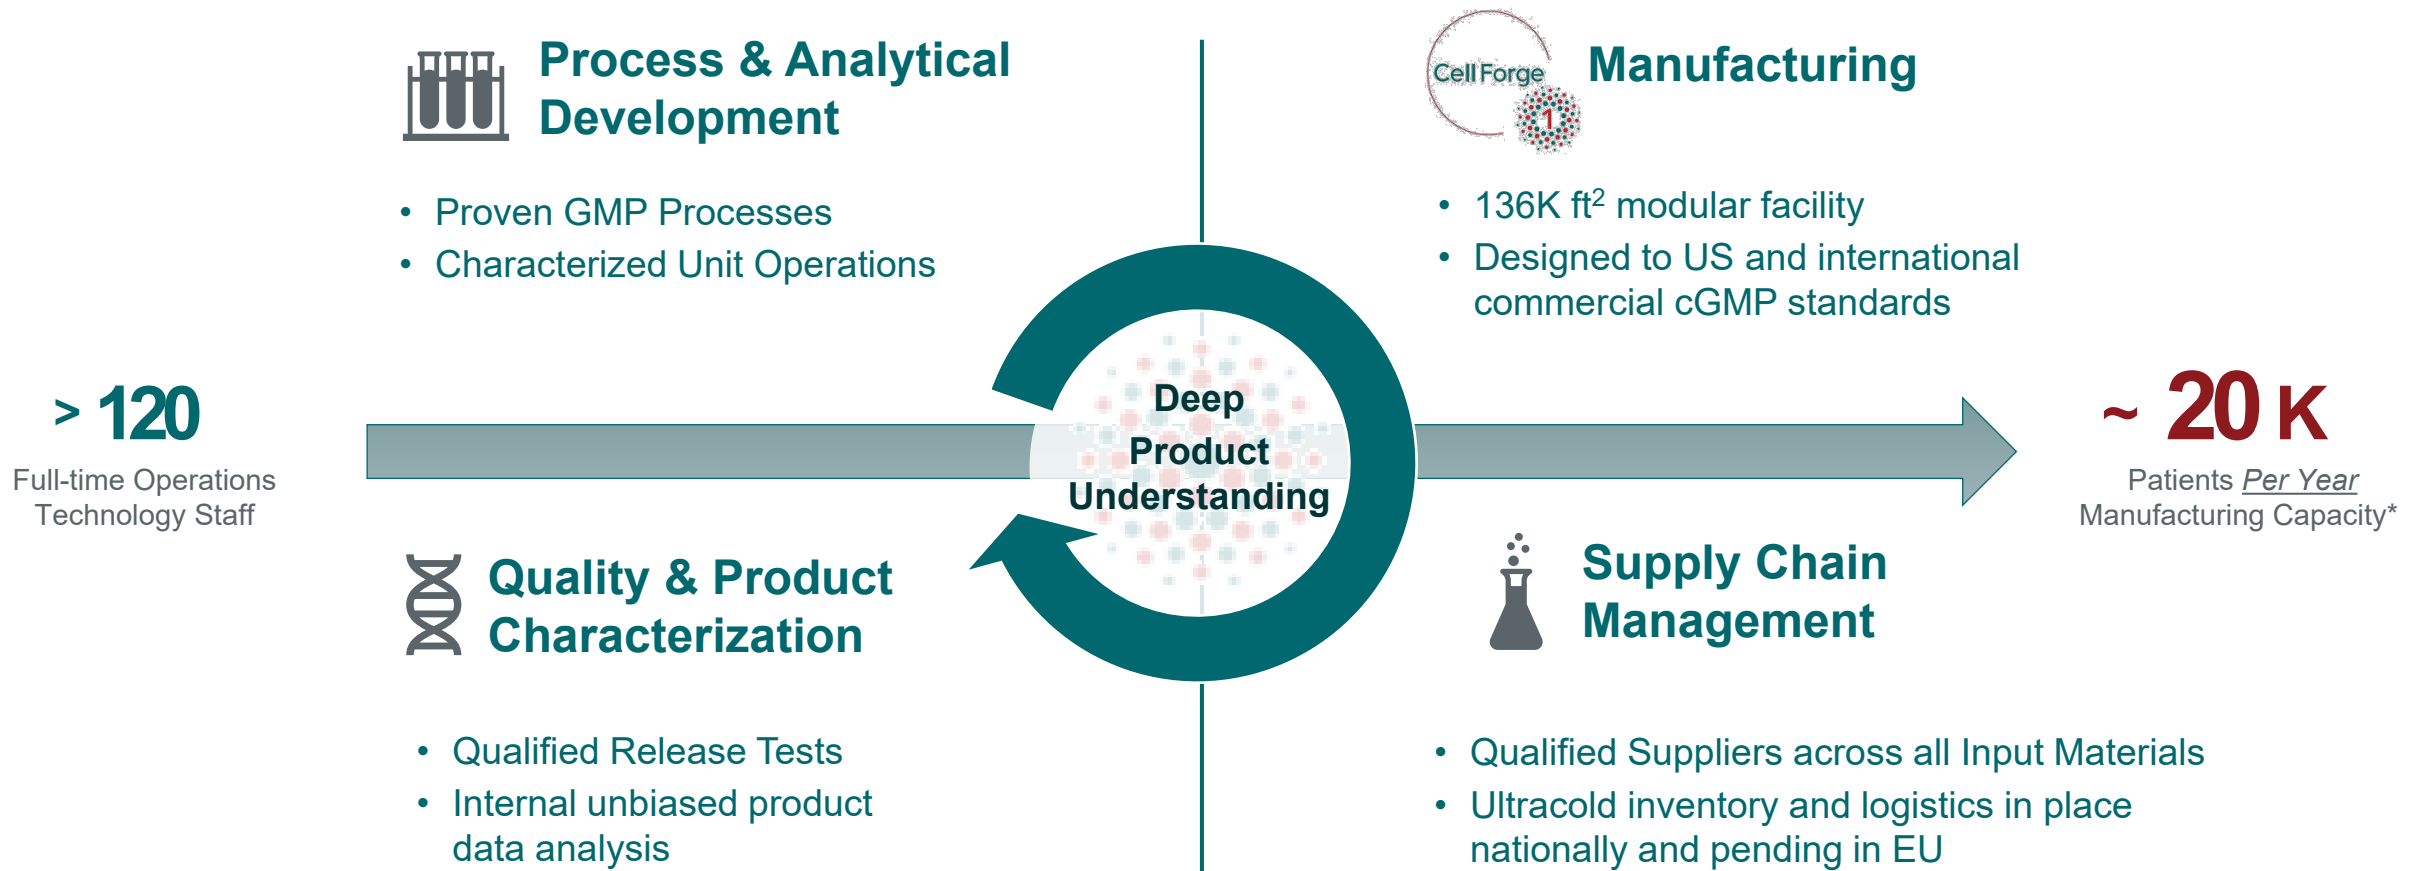 Process & Analytical
Development
• Proven GMP Processes
• Characterized Unit Operations
CellForge
1
Manufacturing
• 136K ft² modular facility
• Designed to US and international
commercial cGMP standards
> 120
Full-time Operations
Technology Staff
Deep
Product
Understanding
~ 20 K
Patients Per Year
Manufacturing Capacity*
Quality & Product
Characterization
• Qualified Release Tests
• Internal unbiased product
data analysis
Supply Chain
Management
• Qualified Suppliers across all Input Materials
• Ultracold inventory and logistics in place
nationally and pending in EU